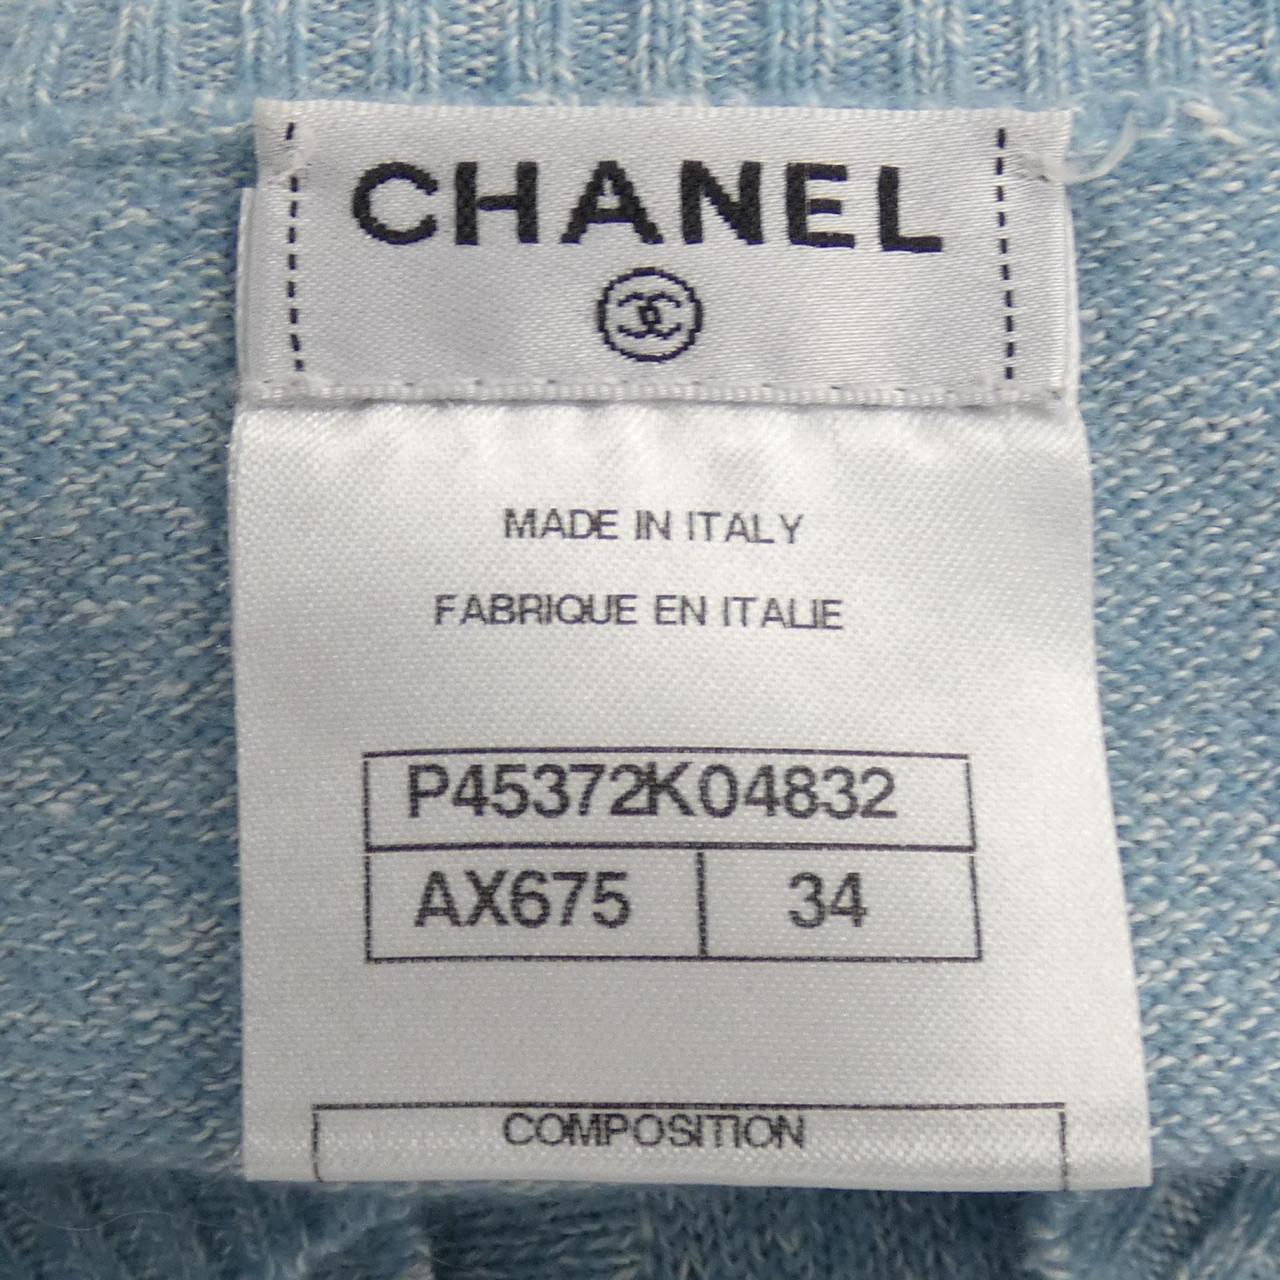 CHANEL
MADE IN ITALY
FABRIQUE EN ITALIE
P45372K04832
AX675 34
COMPOSITION